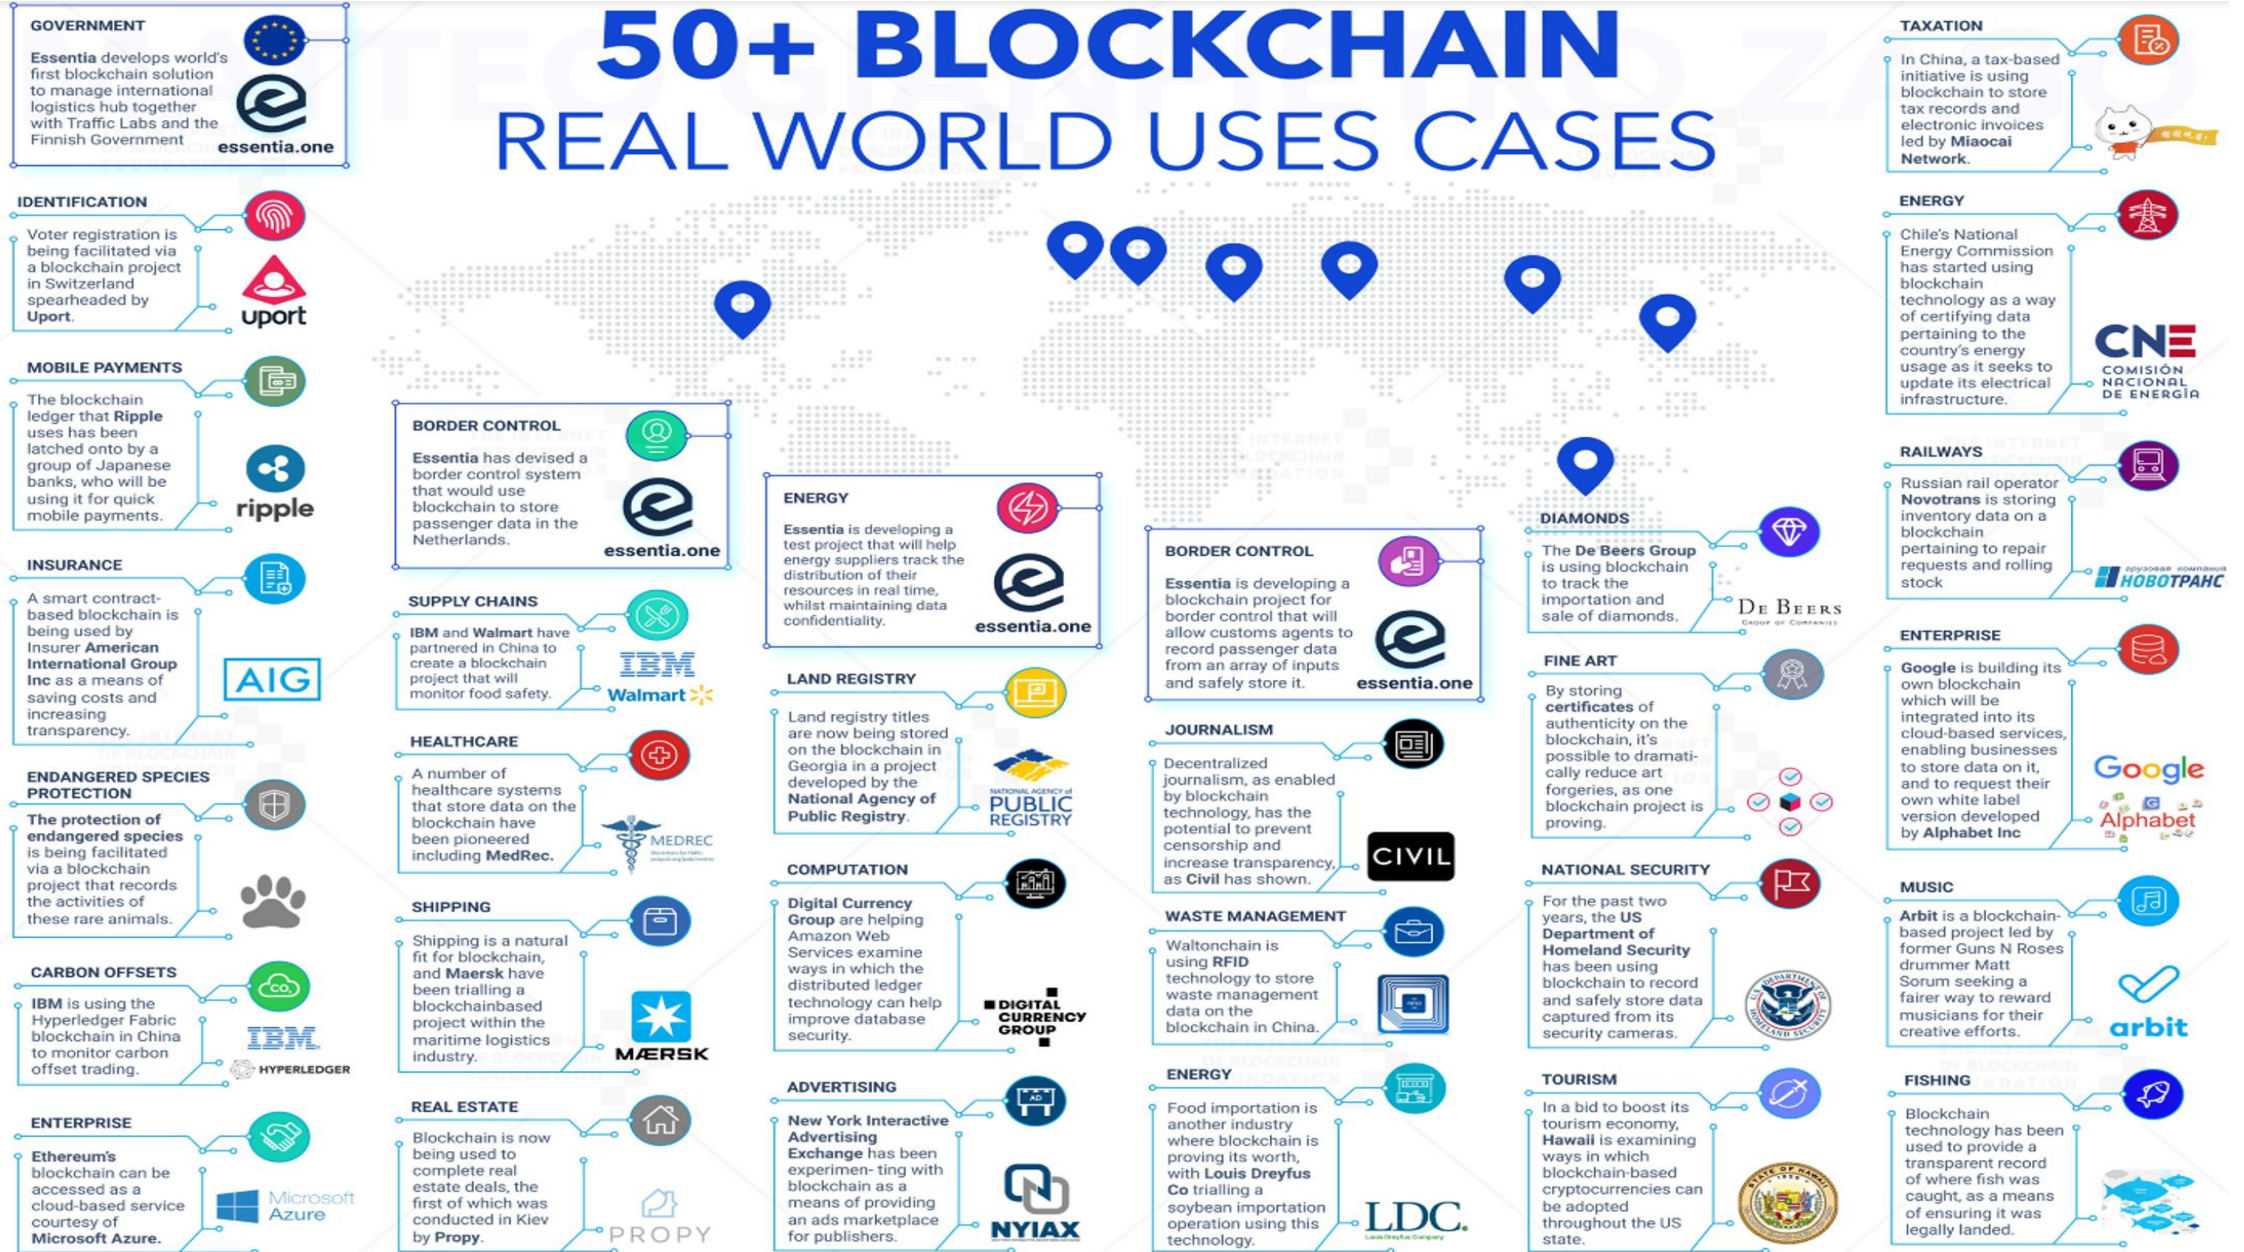 50+ BLOCKCHAIN
REAL WORLD USES CASES
GOVERNMENT
Essentia develops world's
first blockchain solution
to manage international
logistics hub together
with Traffic Labs and the
Finnish Government
essentia.one
IDENTIFICATION
Voter registration is
being facilitated via
a blockchain project
in Switzerland
spearheaded by
Uport.
uport
MOBILE PAYMENTS
The blockchain
ledger that Ripple
uses has been
latched onto by a
group of Japanese
banks, who will be
using it for quick
mobile payments.
ripple
INSURANCE
A smart contract-
based blockchain is
being used by
Insurer American
International Group
Inc as a means of
saving costs and
increasing
transparency.
AIG
ENDANGERED SPECIES
PROTECTION
The protection of
endangered species
is being facilitated
via a blockchain
project that records
the activities of
these rare animals.
CARBON OFFSETS
CO₂
IBM is using the
Hyperledger Fabric
blockchain in China
to monitor carbon
offset trading.
IBM
HYPERLEDGER
ENTERPRISE
Ethereum's
blockchain can be
accessed as a
cloud-based service
courtesy of
Microsoft Azure.
Microsoft
Azure
BORDER CONTROL
Essentia has devised a
border control system
that would use
blockchain to store
passenger data in the
Netherlands.
essentia.one
SUPPLY CHAINS
IBM and Walmart have
partnered in China to
create a blockchain
project that will
monitor food safety.
IBM
Walmart
HEALTHCARE
A number of
healthcare systems
that store data on the
blockchain have
been pioneered
including MedRec.
MEDREC
SHIPPING
Shipping is a natural
fit for blockchain,
and Maersk have
been trialling a
blockchainbased
project within the
maritime logistics
industry.
MÆRSK
REAL ESTATE
Blockchain is now
being used to
complete real
estate deals, the
first of which was
conducted in Kiev
by Propy.
PROPY
ENERGY
Essentia is developing a
test project that will help
energy suppliers track the
distribution of their
resources in real time,
whilst maintaining data
confidentiality.
essentia.one
LAND REGISTRY
Land registry titles
are now being stored
on the blockchain in
Georgia in a project
developed by the
National Agency of
Public Registry.
NATIONAL AGENCY of
PUBLIC
REGISTRY
COMPUTATION
Digital Currency
Group are helping
Amazon Web
Services examine
ways in which the
distributed ledger
technology can help
improve database
security.
DIGITAL
CURRENCY
GROUP
ADVERTISING
AD
New York Interactive
Advertising
Exchange has been
experimen- ting with
blockchain as a
means of providing
an ads marketplace
for publishers.
NYIAX
BORDER CONTROL
Essentia is developing a
blockchain project for
border control that will
allow customs agents to
record passenger data
from an array of inputs
and safely store it.
essentia.one
JOURNALISM
Decentralized
journalism, as enabled
by blockchain
technology, has the
potential to prevent
censorship and
increase transparency,
as Civil has shown.
CIVIL
WASTE MANAGEMENT
Waltonchain is
using RFID
technology to store
waste management
data on the
blockchain in China.
ENERGY
Food importation is
another industry
where blockchain is
proving its worth,
with Louis Dreyfus
Co trialling a
soybean importation
operation using this
technology.
LDC.
Louis Dreyfus Company
DIAMONDS
The De Beers Group
is using blockchain
to track the
importation and
sale of diamonds.
DE BEERS
GROUP OF COMPANIES
FINE ART
By storing
certificates of
authenticity on the
blockchain, it's
possible to dramati-
cally reduce art
forgeries, as one
blockchain project is
proving.
NATIONAL SECURITY
For the past two
years, the US
Department of
Homeland Security
has been using
blockchain to record
and safely store data
captured from its
security cameras.
U.S. DEPARTMENT OF
HOMELAND SECURITY
TOURISM
In a bid to boost its
tourism economy,
Hawaii is examining
ways in which
blockchain-based
cryptocurrencies can
be adopted
throughout the US
state.
STATE OF HAWAII
1959
TAXATION
In China, a tax-based
initiative is using
blockchain to store
tax records and
electronic invoices
led by Miaocai
Network.
ENERGY
Chile's National
Energy Commission
has started using
blockchain
technology as a way
of certifying data
pertaining to the
country's energy
usage as it seeks to
update its electrical
infrastructure.
CNE
COMISIÓN
NACIONAL
DE ENERGÍA
RAILWAYS
Russian rail operator
Novotrans is storing
inventory data on a
blockchain
pertaining to repair
requests and rolling
stock
грузовая компания
НОВОТРАНС
ENTERPRISE
Google is building its
own blockchain
which will be
integrated into its
cloud-based services,
enabling businesses
to store data on it,
and to request their
own white label
version developed
by Alphabet Inc
Google
Alphabet
MUSIC
Arbit is a blockchain-
based project led by
former Guns N Roses
drummer Matt
Sorum seeking a
fairer way to reward
musicians for their
creative efforts.
arbit
FISHING
Blockchain
technology has been
used to provide a
transparent record
of where fish was
caught, as a means
of ensuring it was
legally landed.